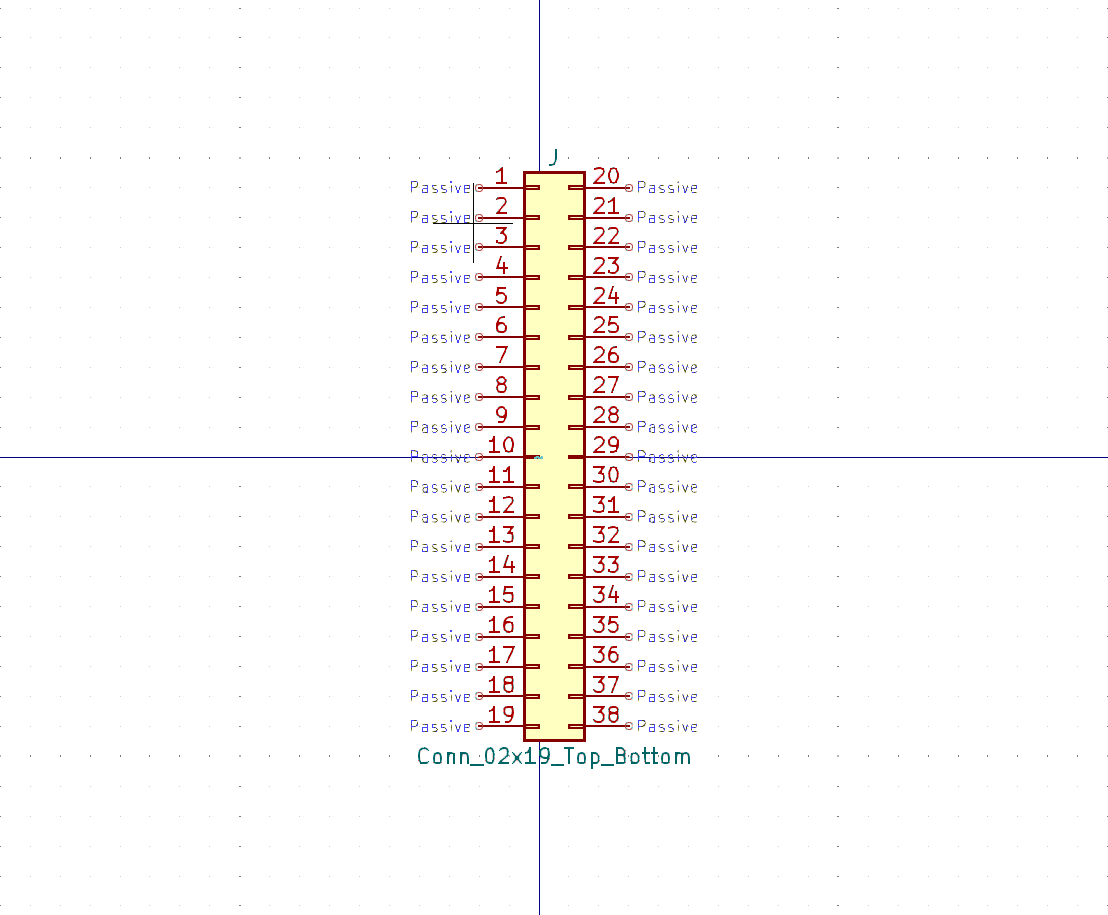 J
Passive 1 20 Passive
Passive 2 21 Passive
Passive 3 22 Passive
Passive 4 23 Passive
Passive 5 24 Passive
Passive 6 25 Passive
Passive 7 26 Passive
Passive 8 27 Passive
Passive 9 28 Passive
Passive 10 29 Passive
Passive 11 30 Passive
Passive 12 31 Passive
Passive 13 32 Passive
Passive 14 33 Passive
Passive 15 34 Passive
Passive 16 35 Passive
Passive 17 36 Passive
Passive 18 37 Passive
Passive 19 38 Passive
Conn_02x19_Top_Bottom